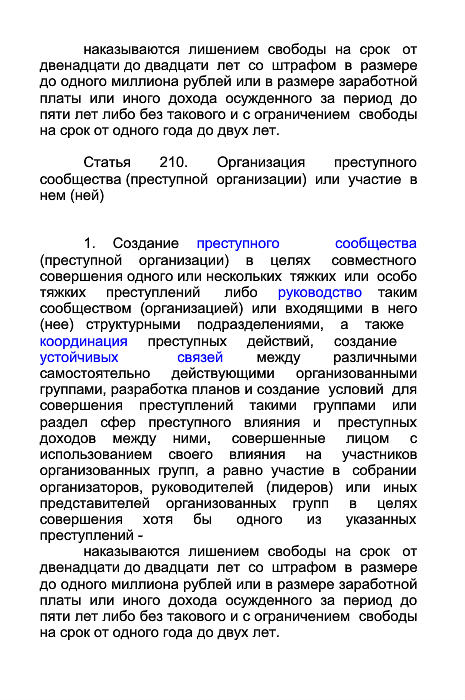 наказываются лишением свободы на срок от
двенадцати до двадцати лет со штрафом в размере
до одного миллиона рублей или в размере заработной
платы или иного дохода осужденного за период до
пяти лет либо без такового и с ограничением свободы
на срок от одного года до двух лет.
Статья 210. Организация преступного
сообщества (преступной организации) или участие в
нем (ней)
1. Создание преступного сообщества
(преступной организации) в целях совместного
совершения одного или нескольких тяжких или особо
тяжких преступлений либо руководство таким
сообществом (организацией) или входящими в него
(нее) структурными подразделениями, а также
координация преступных действий, создание
устойчивых связей между различными
самостоятельно действующими организованными
группами, разработка планов и создание условий для
совершения преступлений такими группами или
раздел сфер преступного влияния и преступных
доходов между ними, совершенные лицом с
использованием своего влияния на участников
организованных групп, а равно участие в собрании
организаторов, руководителей (лидеров) или иных
представителей организованных групп в целях
совершения хотя бы одного из указанных
преступлений -
наказываются лишением свободы на срок от
двенадцати до двадцати лет со штрафом в размере
до одного миллиона рублей или в размере заработной
платы или иного дохода осужденного за период до
пяти лет либо без такового и с ограничением свободы
на срок от одного года до двух лет.